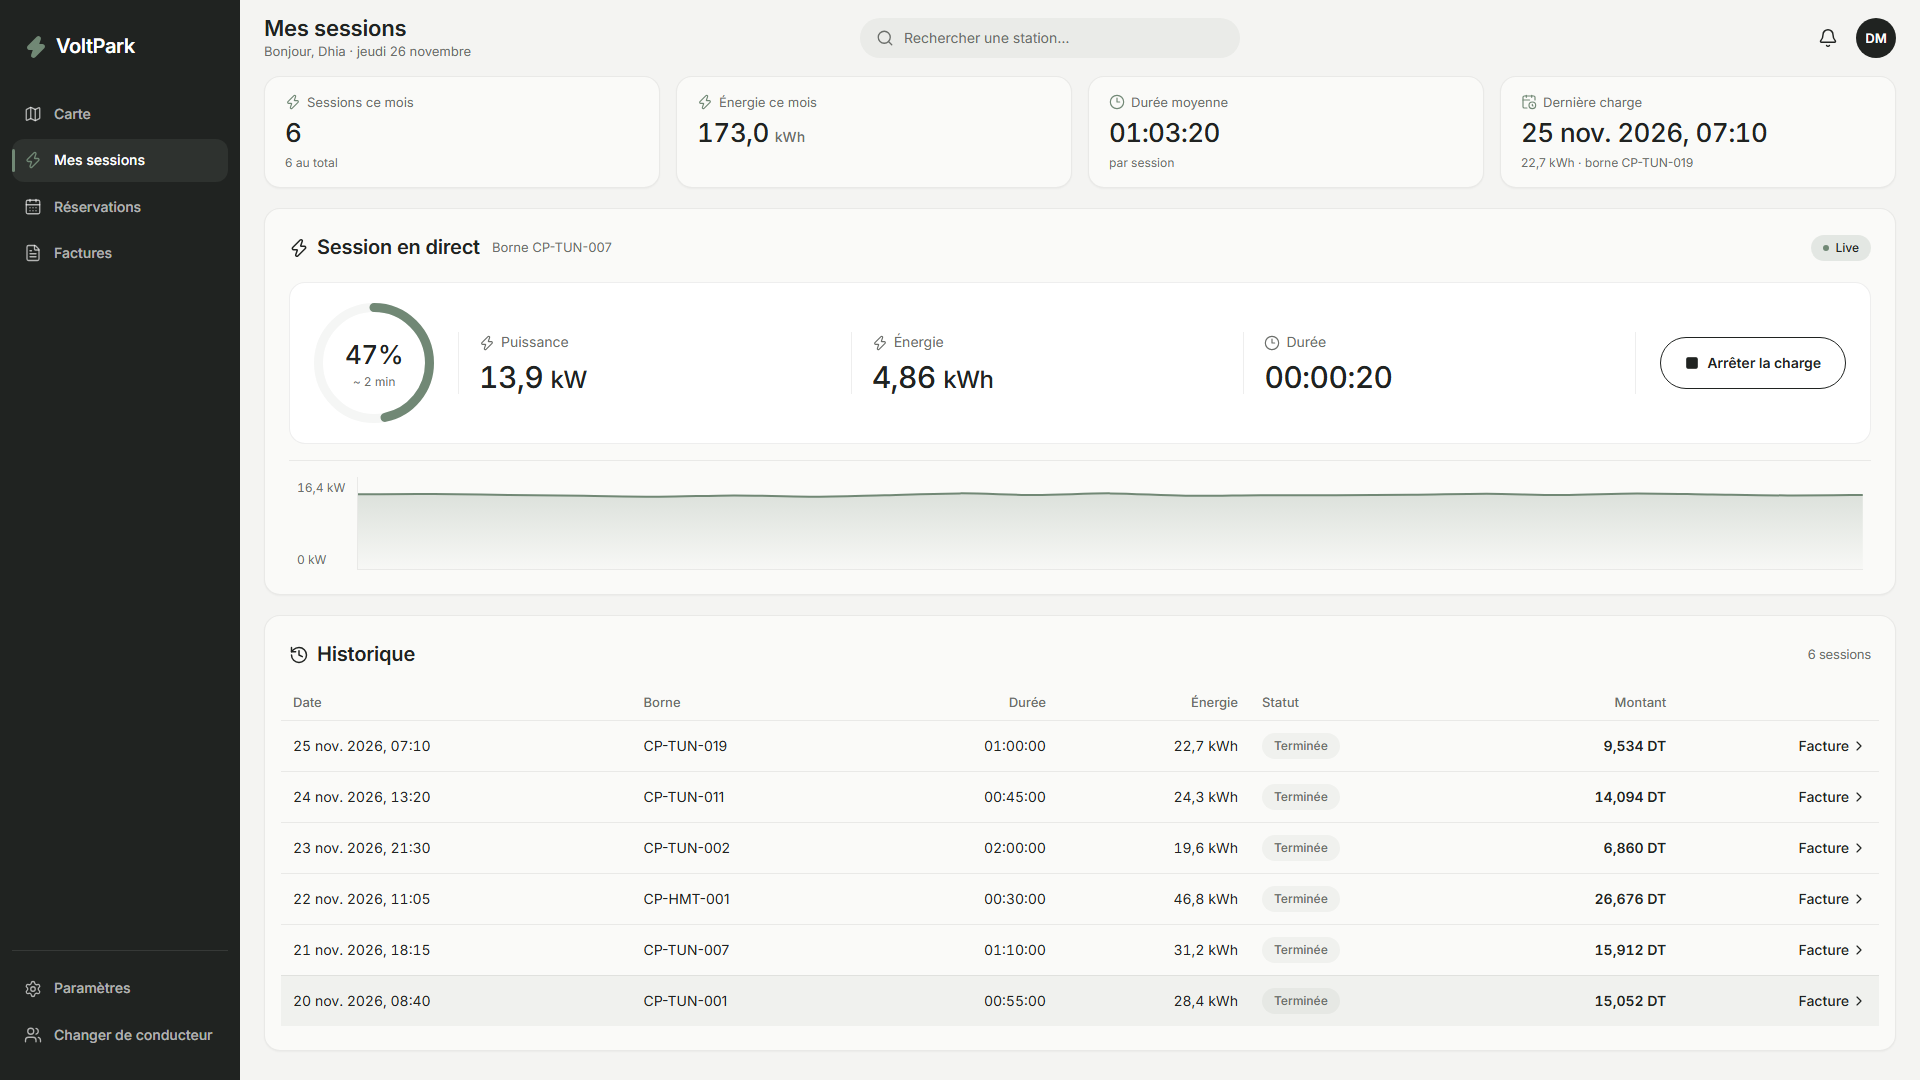 VoltPark
Carte
Mes sessions
Réservations
Factures
Paramètres
Changer de conducteur
Mes sessions
Bonjour, Dhia · jeudi 26 novembre
Rechercher une station...
DM
Sessions ce mois
6
6 au total
Énergie ce mois
173,0 kWh
Durée moyenne
01:03:20
par session
Dernière charge
25 nov. 2026, 07:10
22,7 kWh · borne CP-TUN-019
Session en direct Borne CP-TUN-007
Live
47%
~ 2 min
Puissance
13,9 kW
Énergie
4,86 kWh
Durée
00:00:20
Arrêter la charge
16,4 kW
0 kW
Historique
6 sessions
Date Borne Durée Énergie Statut Montant
25 nov. 2026, 07:10 CP-TUN-019 01:00:00 22,7 kWh Terminée 9,534 DT Facture
24 nov. 2026, 13:20 CP-TUN-011 00:45:00 24,3 kWh Terminée 14,094 DT Facture
23 nov. 2026, 21:30 CP-TUN-002 02:00:00 19,6 kWh Terminée 6,860 DT Facture
22 nov. 2026, 11:05 CP-HMT-001 00:30:00 46,8 kWh Terminée 26,676 DT Facture
21 nov. 2026, 18:15 CP-TUN-007 01:10:00 31,2 kWh Terminée 15,912 DT Facture
20 nov. 2026, 08:40 CP-TUN-001 00:55:00 28,4 kWh Terminée 15,052 DT Facture